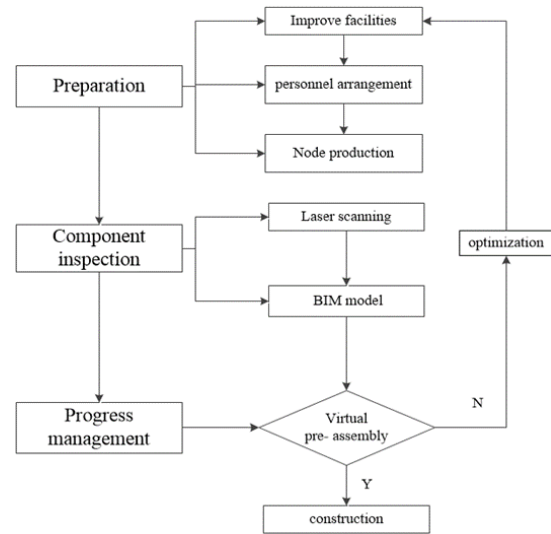 Improve facilities
Preparation
personnel arrangement
Node production
Laser scanning
Component
inspection
optimization
BIM model
Progress
management
Virtual
pre- assembly
N
Y
construction